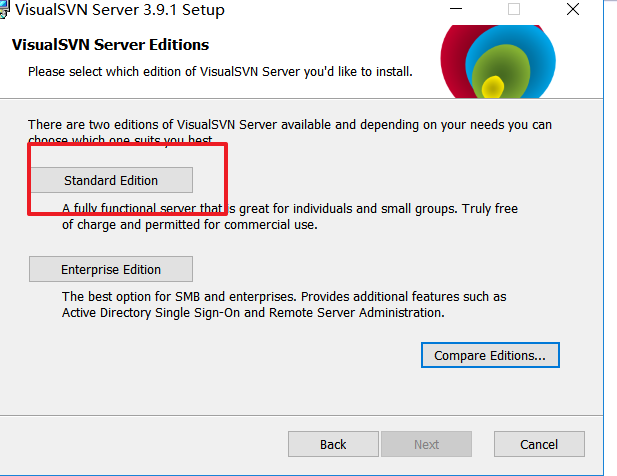 VisualSVN Server 3.9.1 Setup
VisualSVN Server Editions
Please select which edition of VisualSVN Server you'd like to install.
There are two editions of VisualSVN Server available and depending on your needs you can
choose which one suits you best.
Standard Edition
A fully functional server that is great for individuals and small groups. Truly free
of charge and permitted for commercial use.
Enterprise Edition
The best option for SMB and enterprises. Provides additional features such as
Active Directory Single Sign-On and Remote Server Administration.
Compare Editions...
Back
Next
Cancel